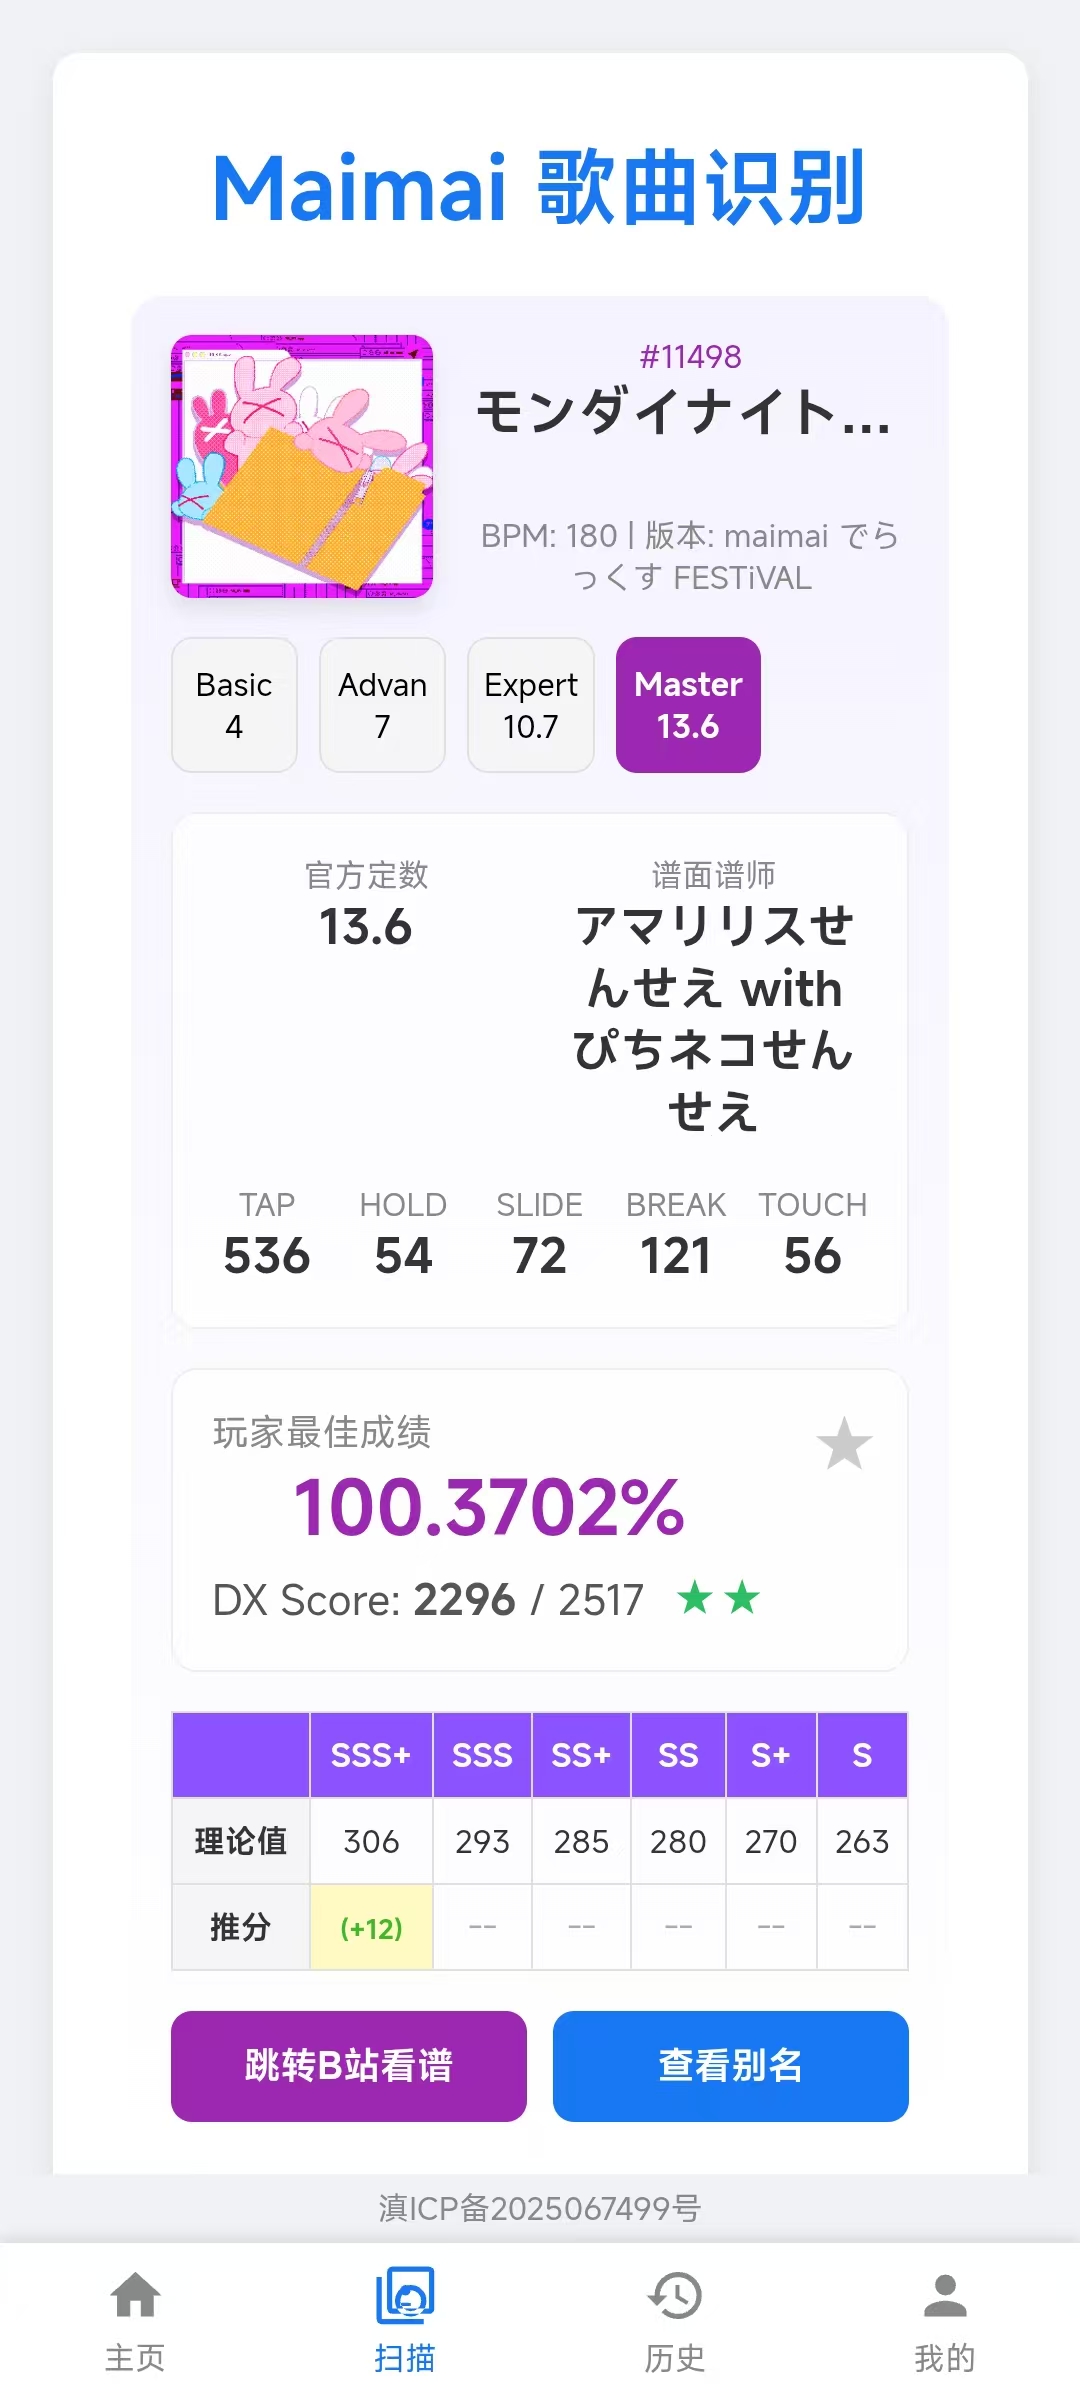 Maimai 歌曲识别
#11498
モンダイナイト...
BPM: 180 | 版本: maimai でら
っくす FESTiVAL
Basic Advan Expert Master
4 7 10.7 13.6
官方定数 谱面谱师
13.6 アマリリスせ
んせえ with
ぴちネコせん
せえ
TAP HOLD SLIDE BREAK TOUCH
536 54 72 121 56
玩家最佳成绩
100.3702%
DX Score: 2296 / 2517 ★★
SSS+ SSS SS+ SS S+ S
理论值 306 293 285 280 270 263
推分 (+12) -- -- -- -- --
跳转B站看谱 查看别名
滇ICP备2025067499号
主页 扫描 历史 我的